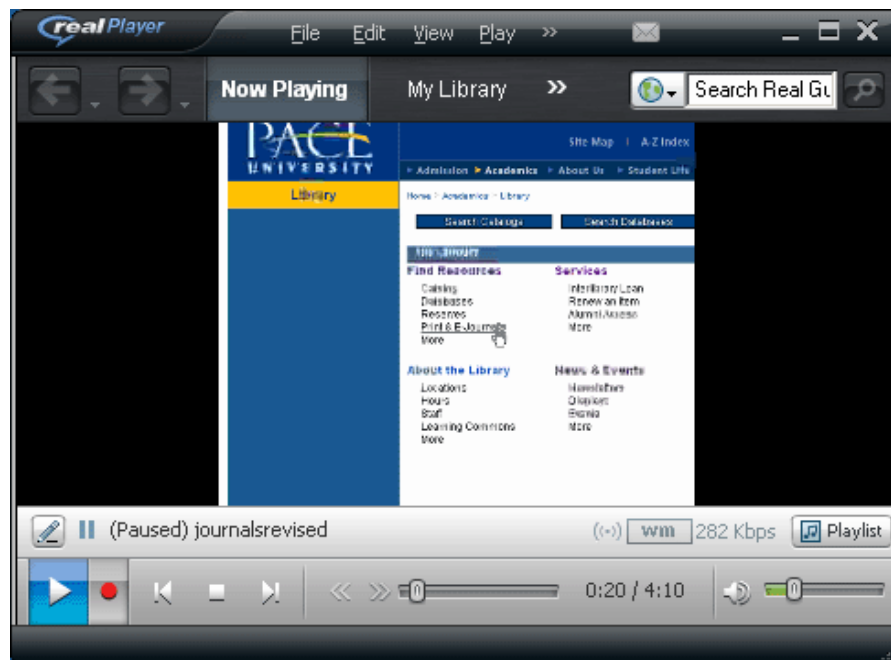 real Player File Edit View Play >>
Now Playing My Library >> Search Real Gu
PACE
UNIVERSITY
Site Map | A-Z Index
Admission Academics About Us Student Life
Library
Home > Academics > Library
Search Catalogs Search Databases
Find Resources Services
Catalog Interlibrary Loan
Databases Renew an Item
Reserves Alumni Access
Print & E-Journals More
More
About the Library News & Events
Locations Newsletters
Hours Displays
Staff Events
Learning Commons More
More
(Paused) journalsrevised ((·)) wm 282 Kbps Playlist
0:20 / 4:10